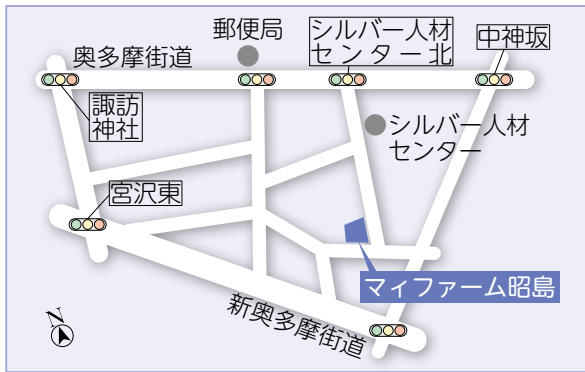 郵便局
シルバー人材
センター北
中神坂
奥多摩街道
諏訪
神社
シルバー人材
センター
宮沢東
マイファーム昭島
新奥多摩街道
N